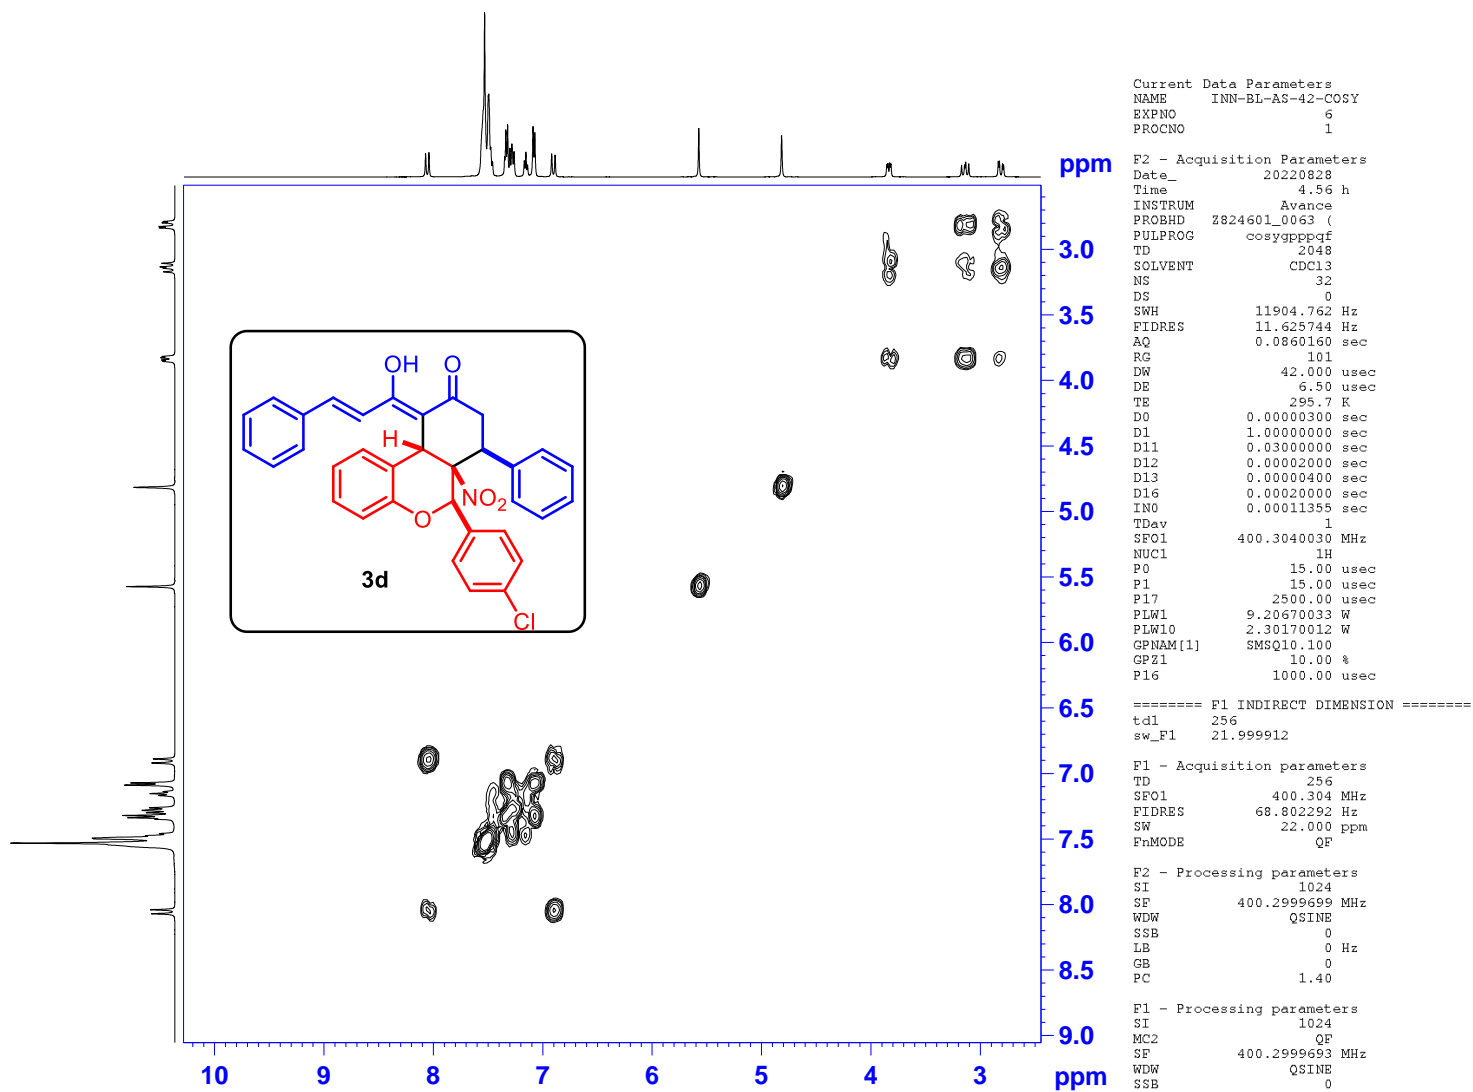 ppm
3.0
3.5
4.0
4.5
5.0
5.5
6.0
6.5
7.0
7.5
8.0
8.5
9.0
10 9 8 7 6 5 4 3 ppm
OH O
H
NO2
O
3d
Cl
Current Data Parameters
NAME INN-BL-AS-42-COSY
EXPNO 6
PROCNO 1
F2 - Acquisition Parameters
Date_ 20220828
Time 4.56 h
INSTRUM Avance
PROBHD Z824601_0063 (
PULPROG cosygpppqf
TD 2048
SOLVENT CDCl3
NS 32
DS 0
SWH 11904.762 Hz
FIDRES 11.625744 Hz
AQ 0.0860160 sec
RG 101
DW 42.000 usec
DE 6.50 usec
TE 295.7 K
D0 0.00000300 sec
D1 1.00000000 sec
D11 0.03000000 sec
D12 0.00002000 sec
D13 0.00000400 sec
D16 0.00020000 sec
IN0 0.00011355 sec
TDav 1
SFO1 400.3040030 MHz
NUC1 1H
P0 15.00 usec
P1 15.00 usec
P17 2500.00 usec
PLW1 9.20670033 W
PLW10 2.30170012 W
GPNAM[1] SMSQ10.100
GPZ1 10.00 %
P16 1000.00 usec
======== F1 INDIRECT DIMENSION ========
td1 256
sw_F1 21.999912
F1 - Acquisition parameters
TD 256
SFO1 400.304 MHz
FIDRES 68.802292 Hz
SW 22.000 ppm
FnMODE QF
F2 - Processing parameters
SI 1024
SF 400.2999699 MHz
WDW QSINE
SSB 0
LB 0 Hz
GB 0
PC 1.40
F1 - Processing parameters
SI 1024
MC2 QF
SF 400.2999693 MHz
WDW QSINE
SSB 0